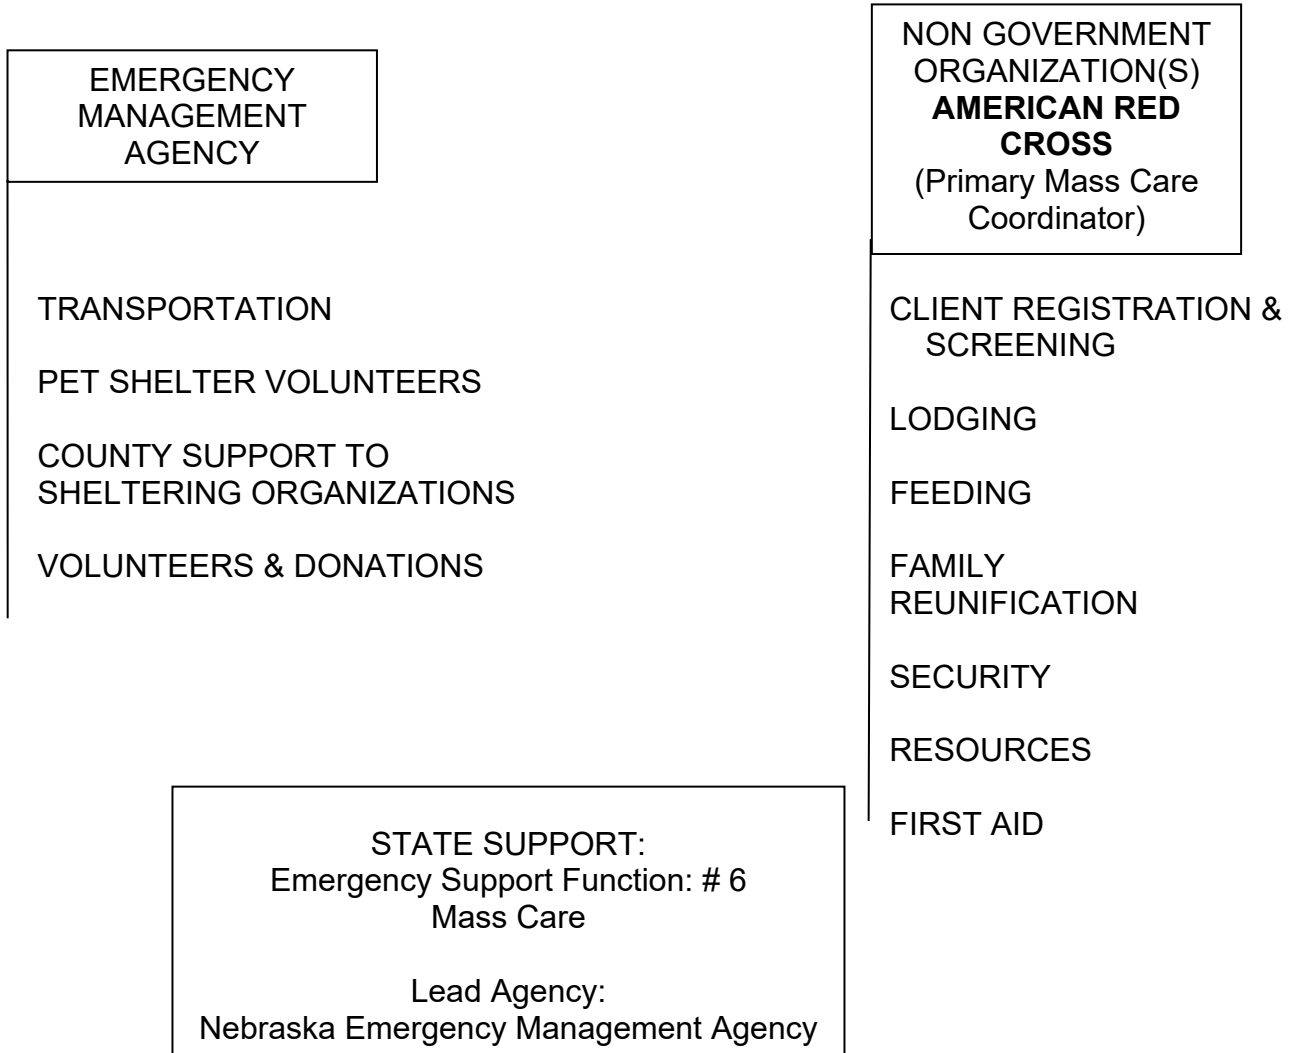 EMERGENCY
MANAGEMENT
AGENCY
NON GOVERNMENT
ORGANIZATION(S)
AMERICAN RED
CROSS
(Primary Mass Care
Coordinator)
TRANSPORTATION
PET SHELTER VOLUNTEERS
COUNTY SUPPORT TO
SHELTERING ORGANIZATIONS
VOLUNTEERS & DONATIONS
CLIENT REGISTRATION &
SCREENING
LODGING
FEEDING
FAMILY
REUNIFICATION
SECURITY
RESOURCES
FIRST AID
STATE SUPPORT:
Emergency Support Function: # 6
Mass Care
Lead Agency:
Nebraska Emergency Management Agency